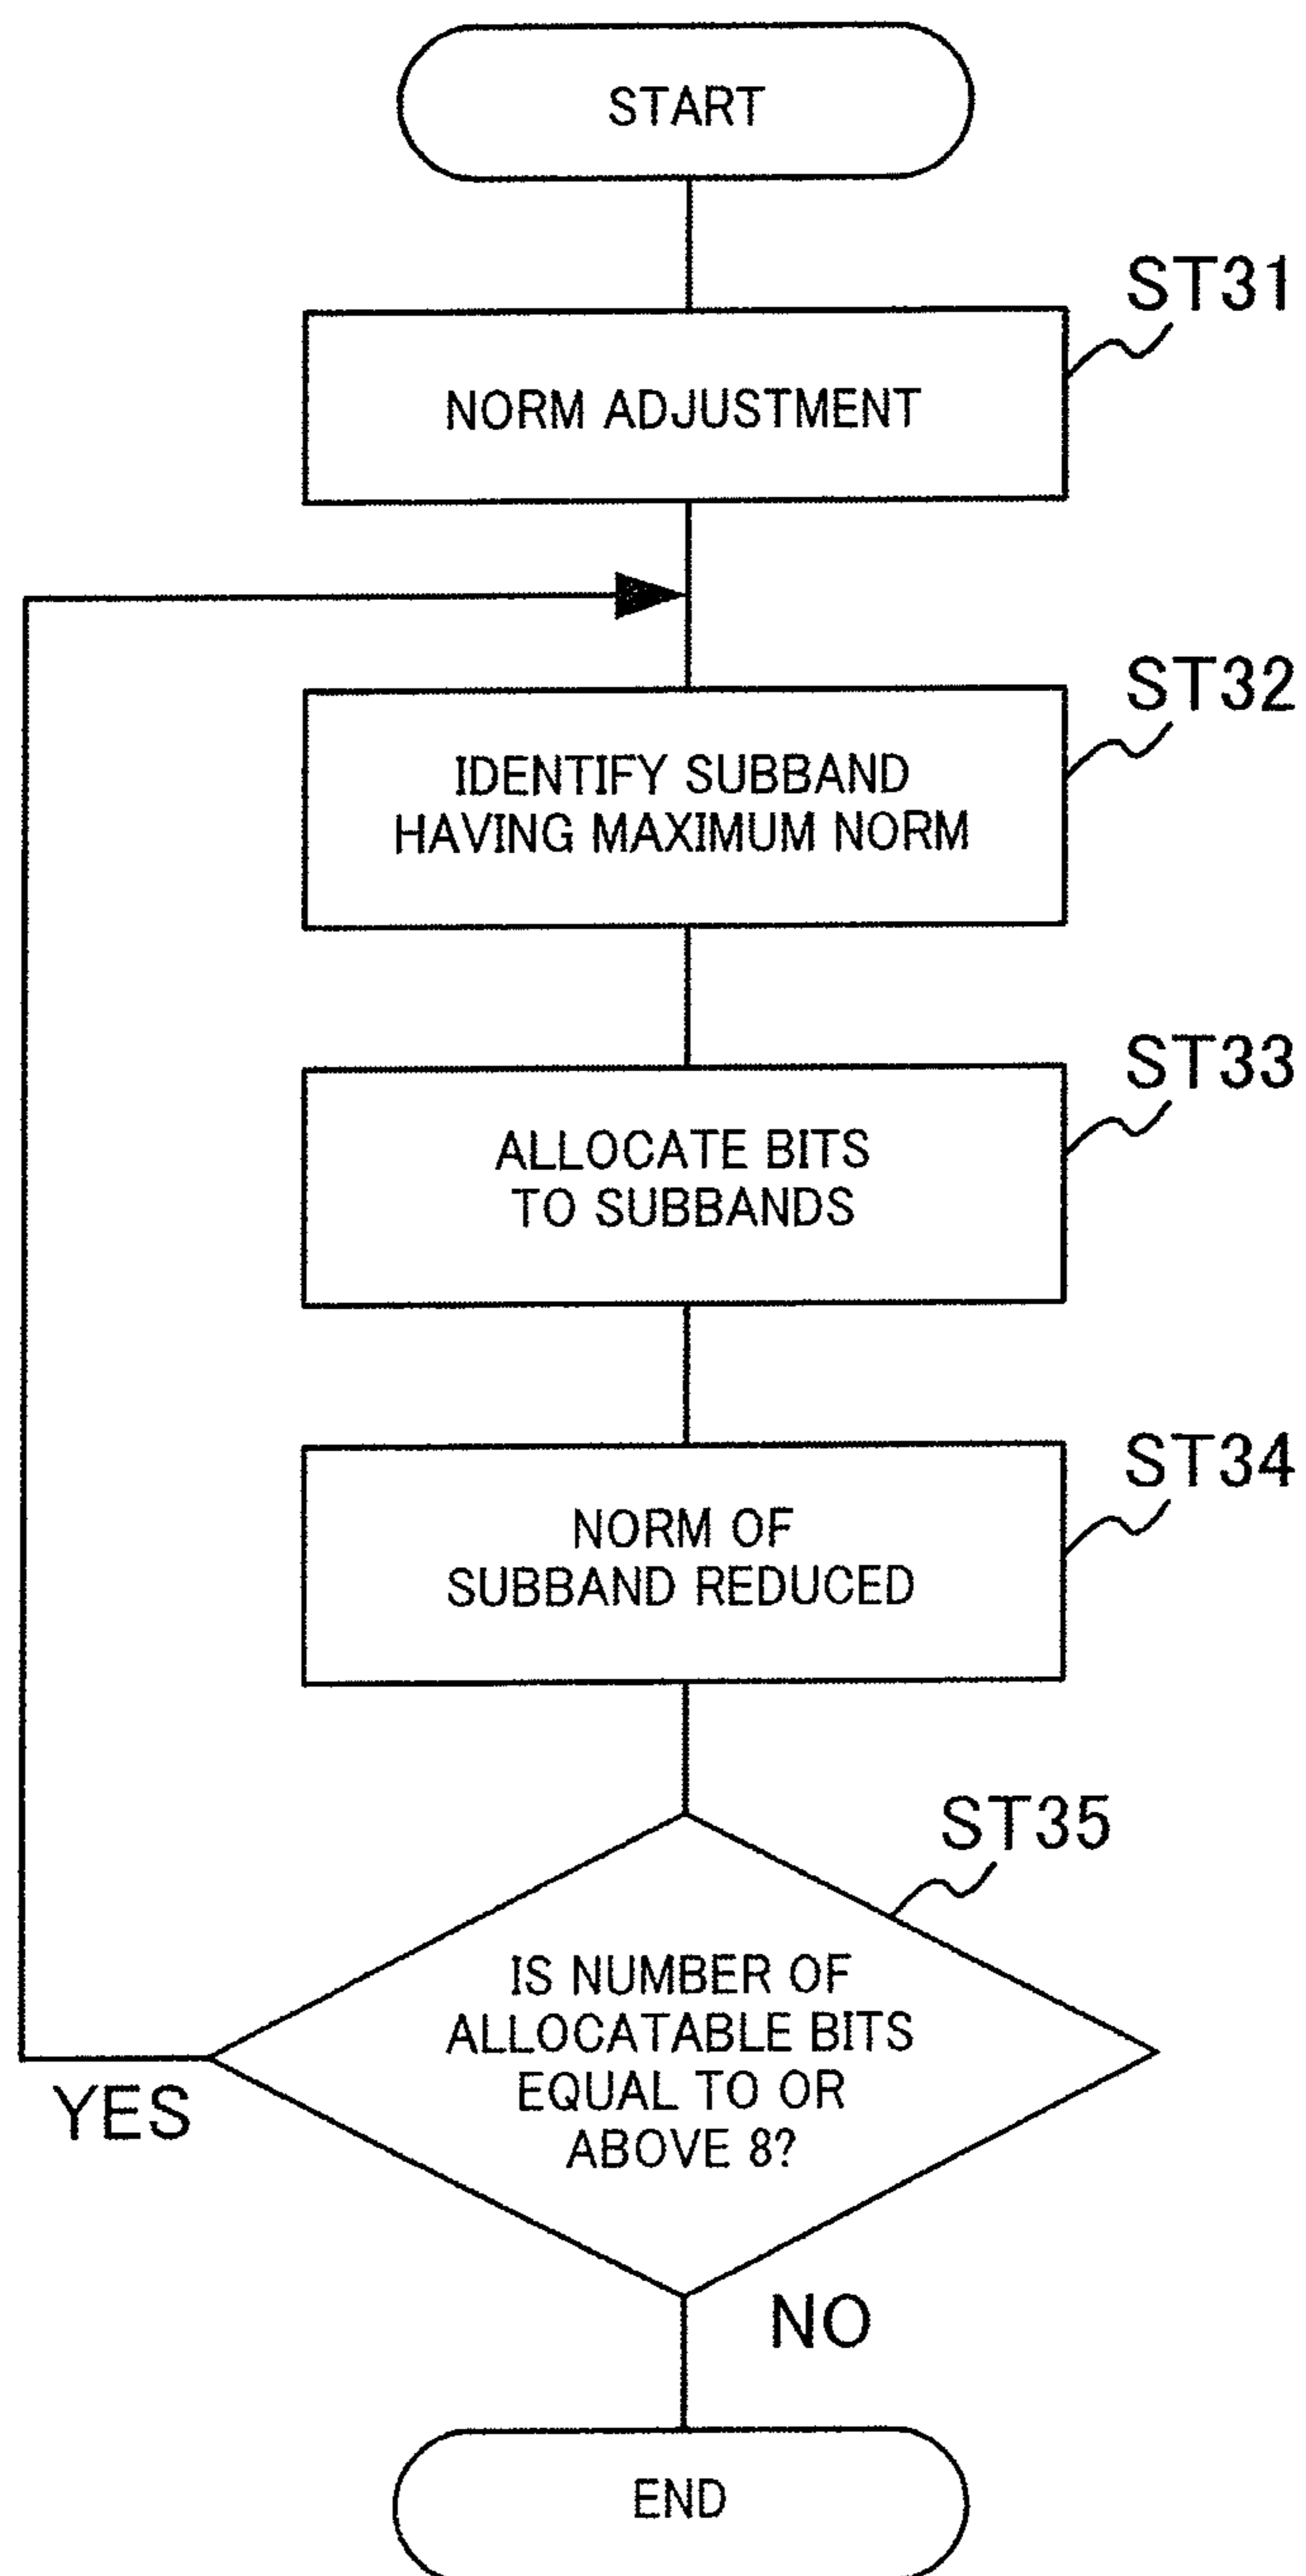 START
ST31
NORM ADJUSTMENT
ST32
IDENTIFY SUBBAND
HAVING MAXIMUM NORM
ST33
ALLOCATE BITS
TO SUBBANDS
ST34
NORM OF
SUBBAND REDUCED
ST35
IS NUMBER OF
ALLOCATABLE BITS
EQUAL TO OR
ABOVE 8?
YES
NO
END